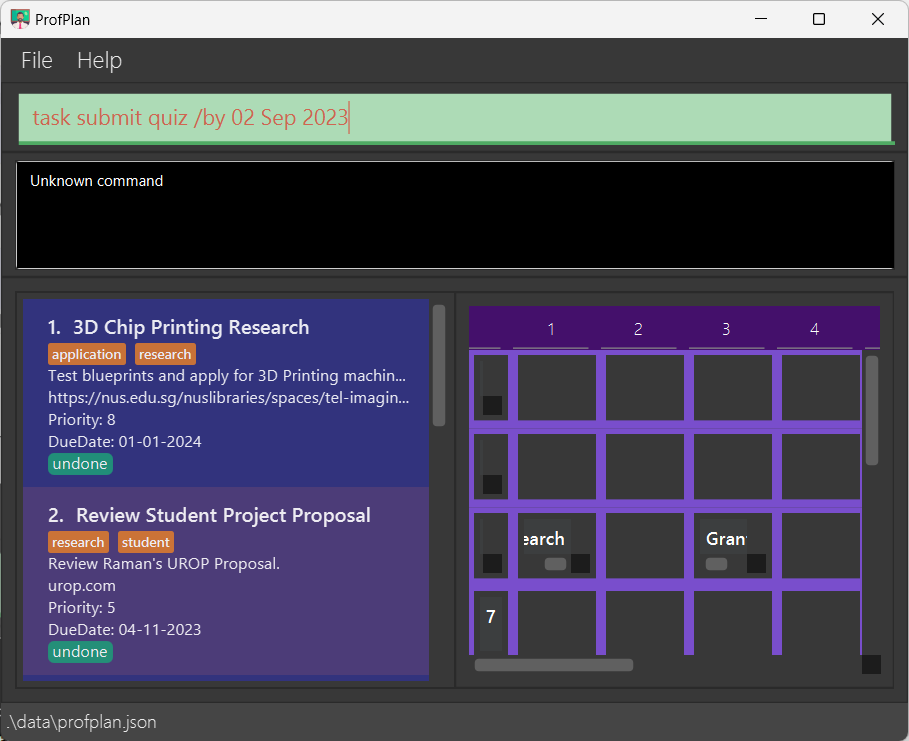 ProfPlan
File Help
task submit quiz /by 02 Sep 2023
Unknown command
1. 3D Chip Printing Research
application research
Test blueprints and apply for 3D Printing machin...
https://nus.edu.sg/nuslibraries/spaces/tel-imagin...
Priority: 8
DueDate: 01-01-2024
undone
2. Review Student Project Proposal
research student
Review Raman's UROP Proposal.
urop.com
Priority: 5
DueDate: 04-11-2023
undone
1 2 3 4
earch Gran
7
.\data\profplan.json